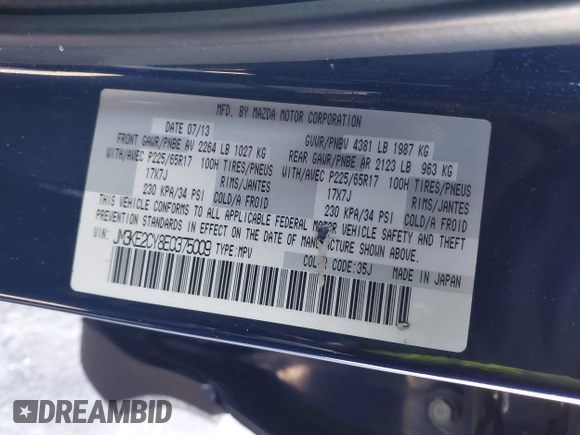 MFD. BY MAZDA MOTOR CORPORATION
DATE 07/13 GVWR/PNBV 4381 LB 1987 KG
FRONT GAWR/PNBE AV 2264 LB 1027 KG REAR GAWR/PNBE AR 2123 LB 963 KG
WITH/AVEC P225/65R17 100H TIRES/PNEUS WITH/AVEC P225/65R17 100H TIRES/PNEUS
17X7J RIMS/JANTES 17X7J RIMS/JANTES
230 KPA/34 PSI COLD/A FROID 230 KPA/34 PSI COLD/A FROID
THIS VEHICLE CONFORMS TO ALL APPLICABLE FEDERAL MOTOR VEHICLE SAFETY AND THEFT
PREVENTION STANDARDS IN EFFECT ON THE DATE OF MANUFACTURE SHOWN ABOVE.
VIN: JM3KE2CY8E0375009 TYPE:MPV COLOR CODE:35J MADE IN JAPAN
DREAMBID